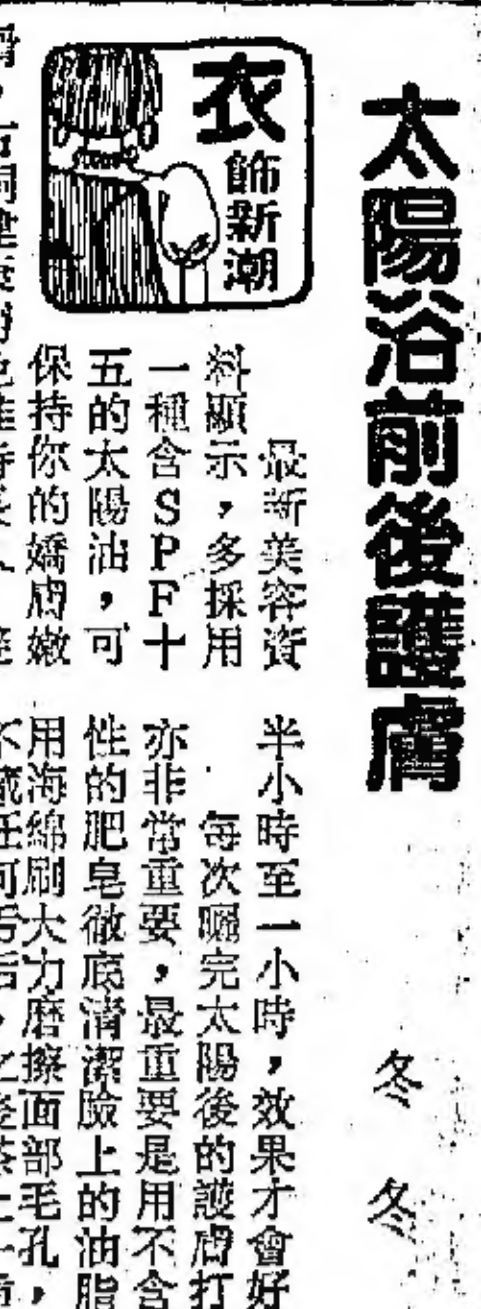 太陽浴前後護膚
冬冬
衣飾新潮
最新美容資
料顯示,多採用
一種含SPF十
五的太陽油,可
保持你的嬌膚嫩
半小時至一小時,效果才會好
每次曬完太陽後的護膚打
亦非常重要,最重要是用不含
性的肥皂徹底清潔臉上的油脂
用海綿刷大力磨擦面部毛孔,